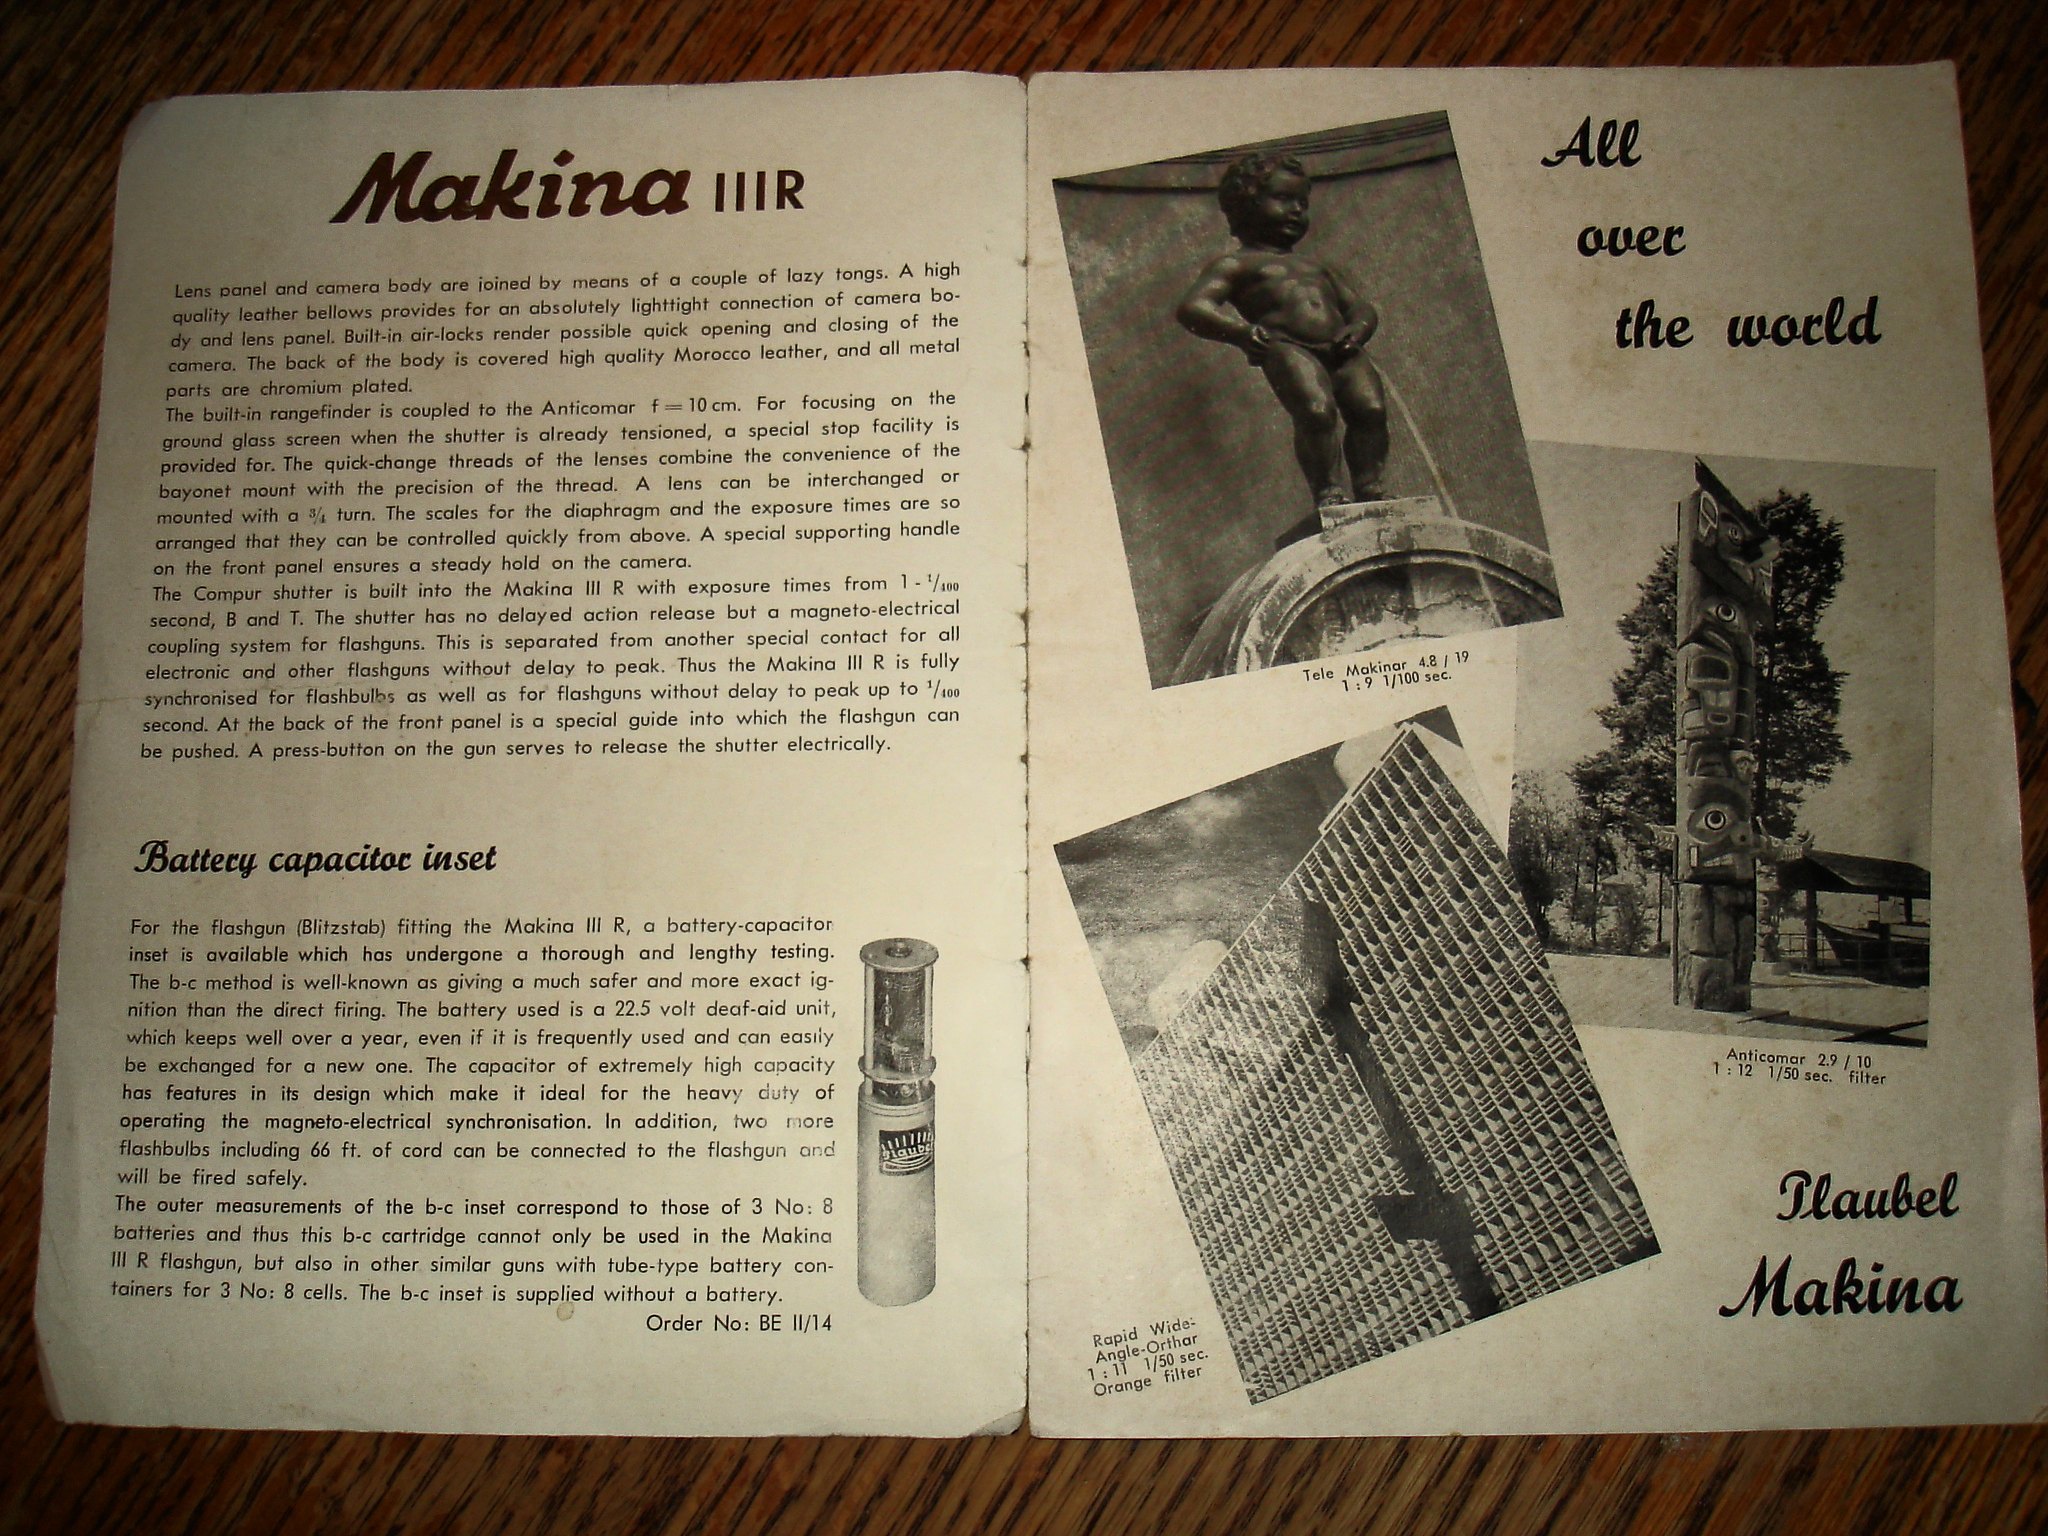 Makina IIIR
Lens panel and camera body are joined by means of a couple of lazy tongs. A high
quality leather bellows provides for an absolutely lighttight connection of camera bo-
dy and lens panel. Built-in air-locks render possible quick opening and closing of the
camera. The back of the body is covered high quality Morocco leather, and all metal
parts are chromium plated.
The built-in rangefinder is coupled to the Anticomar f = 10 cm. For focusing on the
ground glass screen when the shutter is already tensioned, a special stop facility is
provided for. The quick-change threads of the lenses combine the convenience of the
bayonet mount with the precision of the thread. A lens can be interchanged or
mounted with a 3/4 turn. The scales for the diaphragm and the exposure times are so
arranged that they can be controlled quickly from above. A special supporting handle
on the front panel ensures a steady hold on the camera.
The Compur shutter is built into the Makina III R with exposure times from 1 - 1/400
second, B and T. The shutter has no delayed action release but a magneto-electrical
coupling system for flashguns. This is separated from another special contact for all
electronic and other flashguns without delay to peak. Thus the Makina III R is fully
synchronised for flashbulbs as well as for flashguns without delay to peak up to 1/400
second. At the back of the front panel is a special guide into which the flashgun can
be pushed. A press-button on the gun serves to release the shutter electrically.
Battery capacitor inset
For the flashgun (Blitzstab) fitting the Makina III R, a battery-capacitor
inset is available which has undergone a thorough and lengthy testing.
The b-c method is well-known as giving a much safer and more exact ig-
nition than the direct firing. The battery used is a 22.5 volt deaf-aid unit,
which keeps well over a year, even if it is frequently used and can easily
be exchanged for a new one. The capacitor of extremely high capacity
has features in its design which make it ideal for the heavy duty of
operating the magneto-electrical synchronisation. In addition, two more
flashbulbs including 66 ft. of cord can be connected to the flashgun and
will be fired safely.
The outer measurements of the b-c inset correspond to those of 3 No: 8
batteries and thus this b-c cartridge cannot only be used in the Makina
III R flashgun, but also in other similar guns with tube-type battery con-
tainers for 3 No: 8 cells. The b-c inset is supplied without a battery.
Order No: BE II/14
Plaubel
All
over
the world
Tele Makinar 4.8 / 19
1 : 9 1/100 sec.
Anticomar 2.9 / 10
1 : 12 1/50 sec. filter
Rapid Wide-
Angle-Orthar
1 : 11 1/50 sec.
Orange filter
Plaubel
Makina